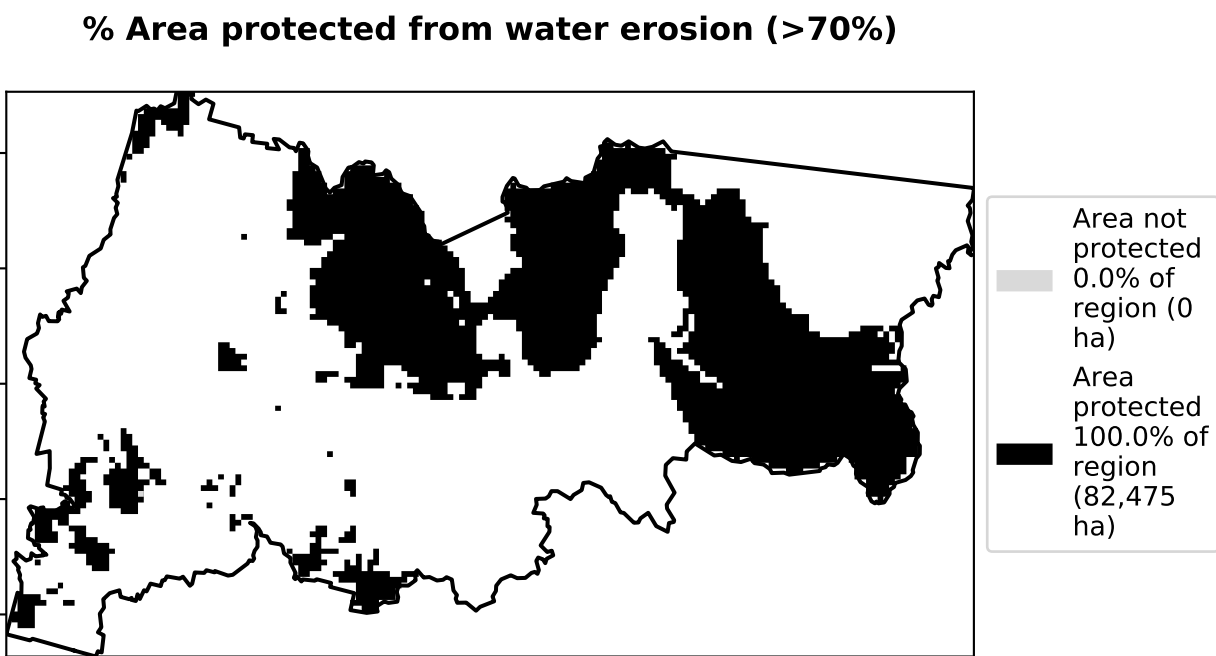 % Area protected from water erosion (>70%)
Area not
protected
0.0% of
region (0
ha)
Area
protected
100.0% of
region
(82,475
ha)